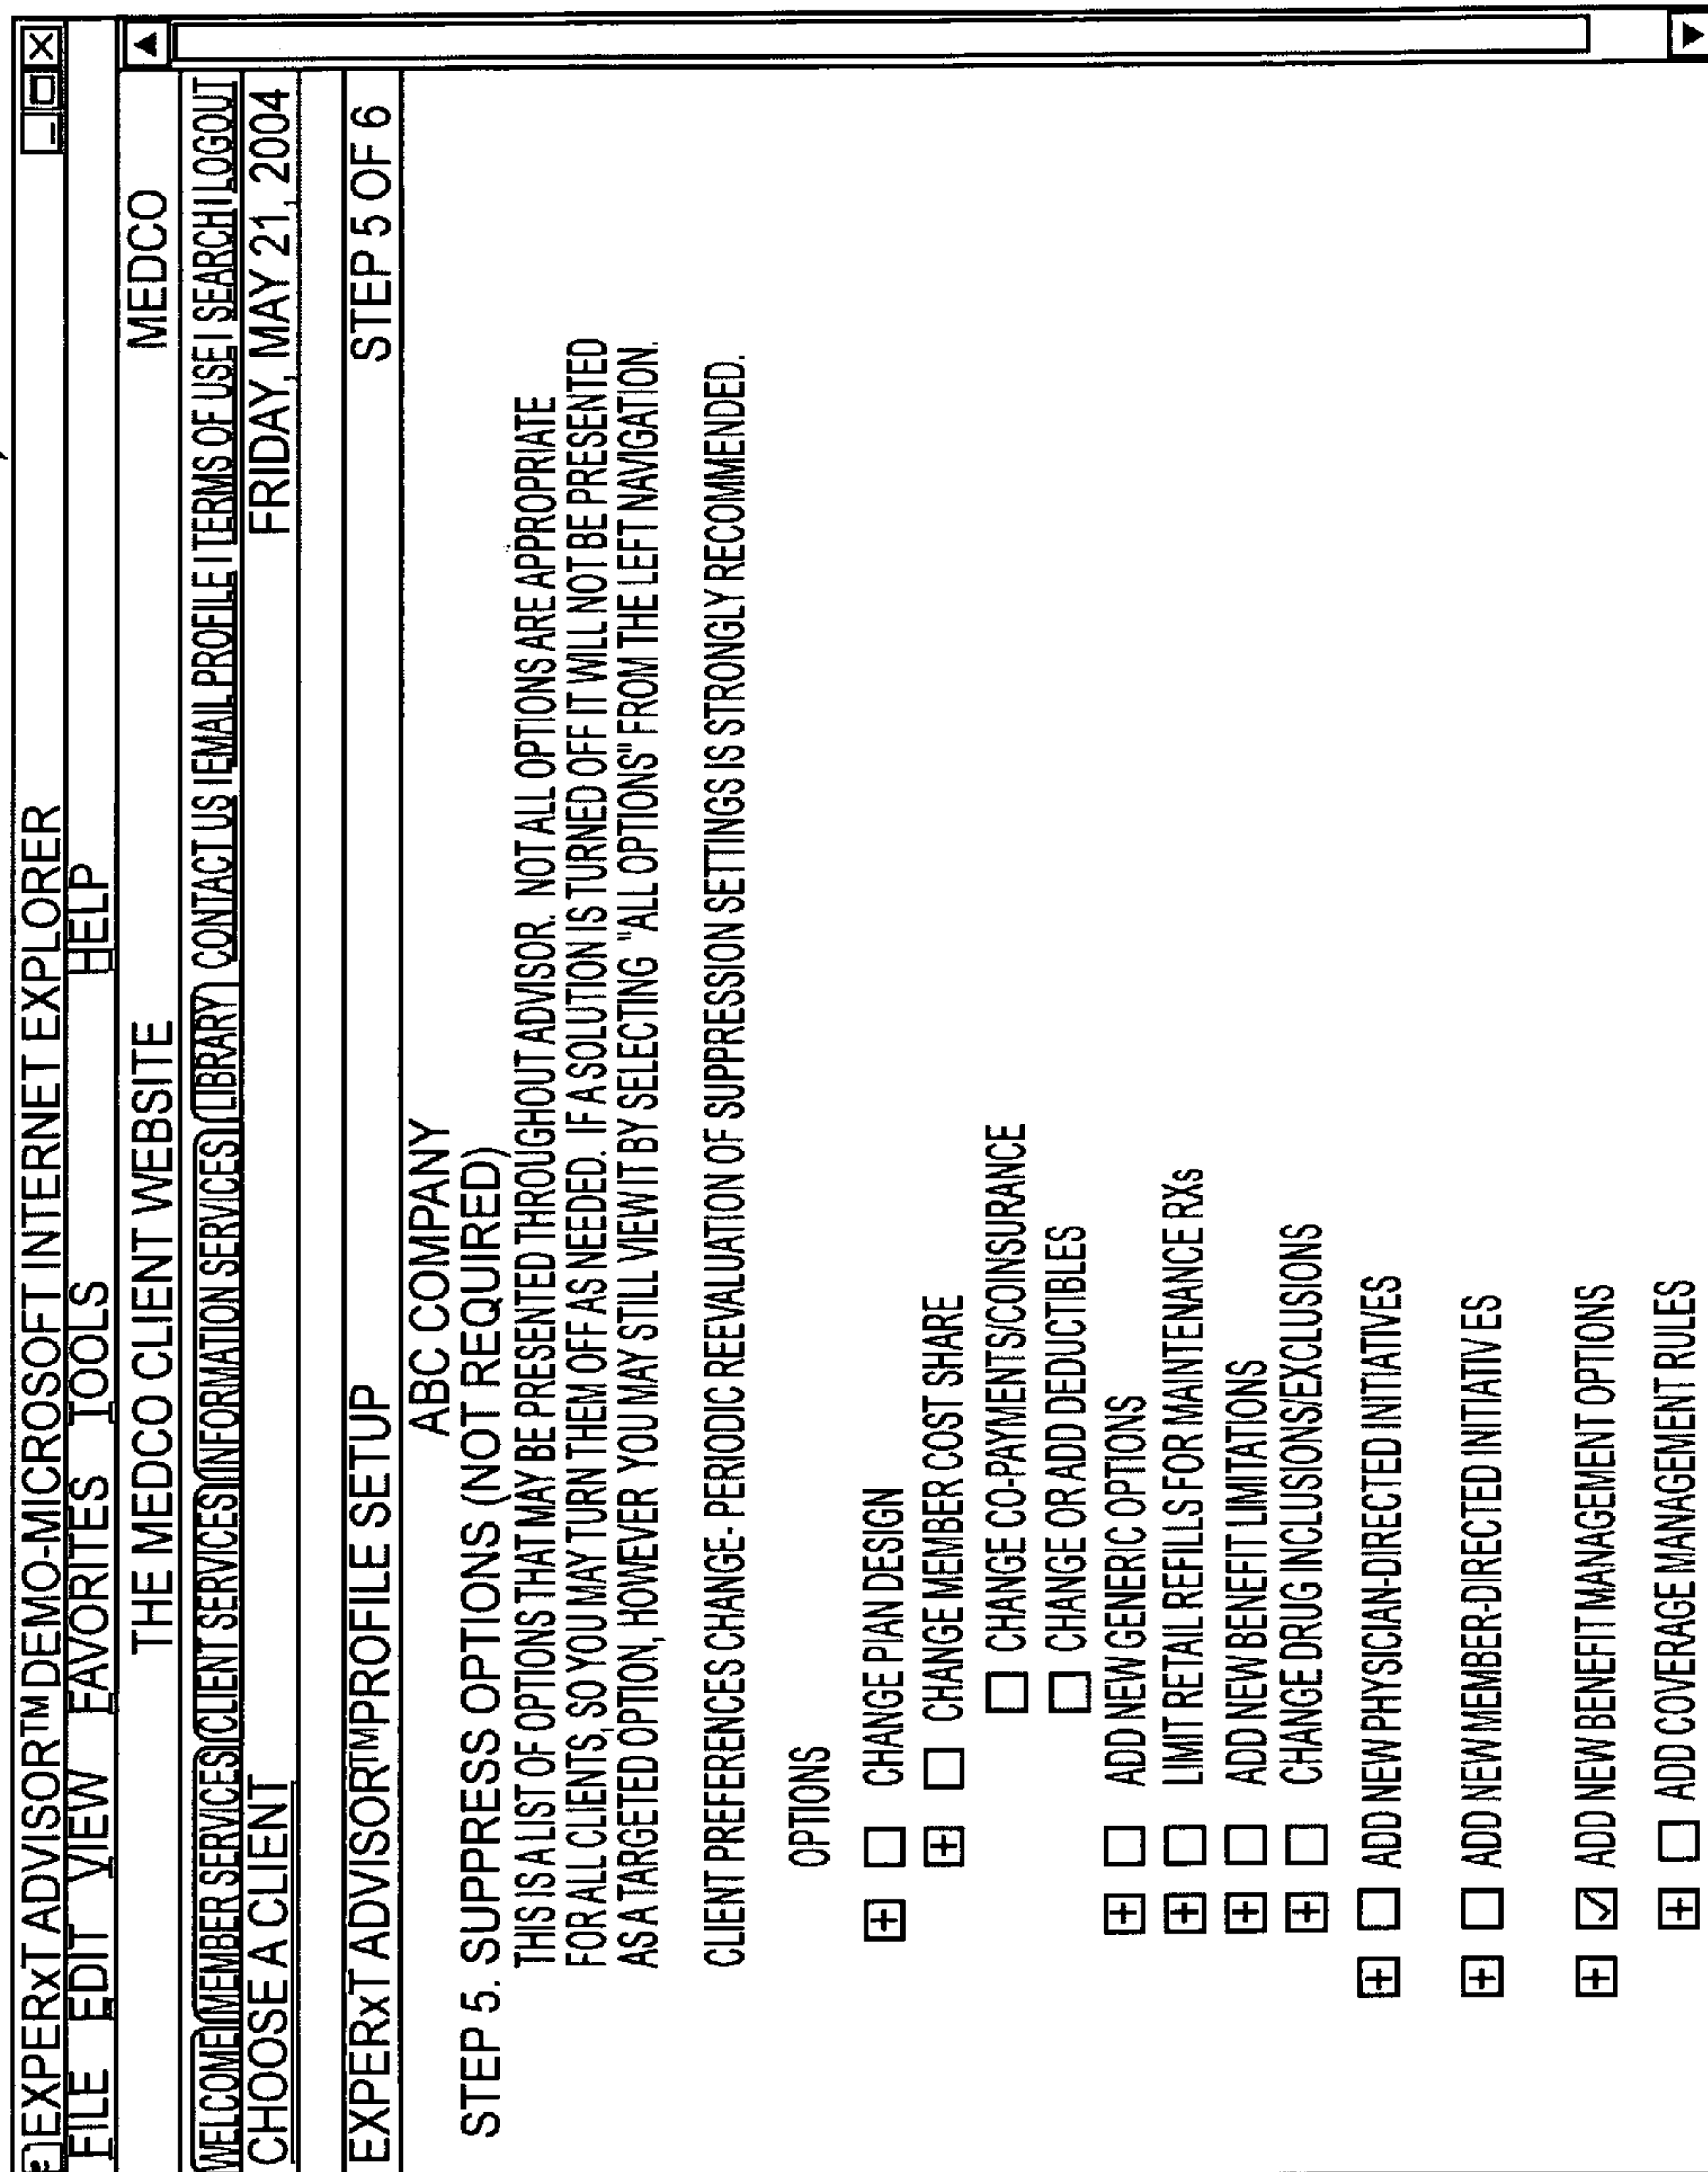 EXPERxT ADVISOR™ DEMO-MICROSOFT INTERNET EXPLORER
FILE EDIT VIEW FAVORITES TOOLS HELP
THE MEDCO CLIENT WEBSITE MEDCO
WELCOME MEMBER SERVICES CLIENT SERVICES INFORMATION SERVICES LIBRARY CONTACT US | EMAIL PROFILE | TERMS OF USE | SEARCH | LOGOUT
CHOOSE A CLIENT FRIDAY, MAY 21, 2004
EXPERxT ADVISOR™ PROFILE SETUP STEP 5 OF 6
ABC COMPANY
STEP 5. SUPPRESS OPTIONS (NOT REQUIRED)
THIS IS A LIST OF OPTIONS THAT MAY BE PRESENTED THROUGHOUT ADVISOR. NOT ALL OPTIONS ARE APPROPRIATE
FOR ALL CLIENTS, SO YOU MAY TURN THEM OFF AS NEEDED. IF A SOLUTION IS TURNED OFF IT WILL NOT BE PRESENTED
AS A TARGETED OPTION, HOWEVER YOU MAY STILL VIEW IT BY SELECTING "ALL OPTIONS" FROM THE LEFT NAVIGATION.
CLIENT PREFERENCES CHANGE- PERIODIC REEVALUATION OF SUPPRESSION SETTINGS IS STRONGLY RECOMMENDED.
OPTIONS
CHANGE PIAN DESIGN
CHANGE MEMBER COST SHARE
CHANGE CO-PAYMENTS/COINSURANCE
CHANGE OR ADD DEDUCTIBLES
ADD NEW GENERIC OPTIONS
LIMIT RETAIL REFILLS FOR MAINTENANCE RXs
ADD NEW BENEFIT LIMITATIONS
CHANGE DRUG INCLUSIONS/EXCLUSIONS
ADD NEW PHYSICIAN-DIRECTED INITIATIVES
ADD NEW MEMBER-DIRECTED INITIATIVES
ADD NEW BENEFIT MANAGEMENT OPTIONS
ADD COVERAGE MANAGEMENT RULES